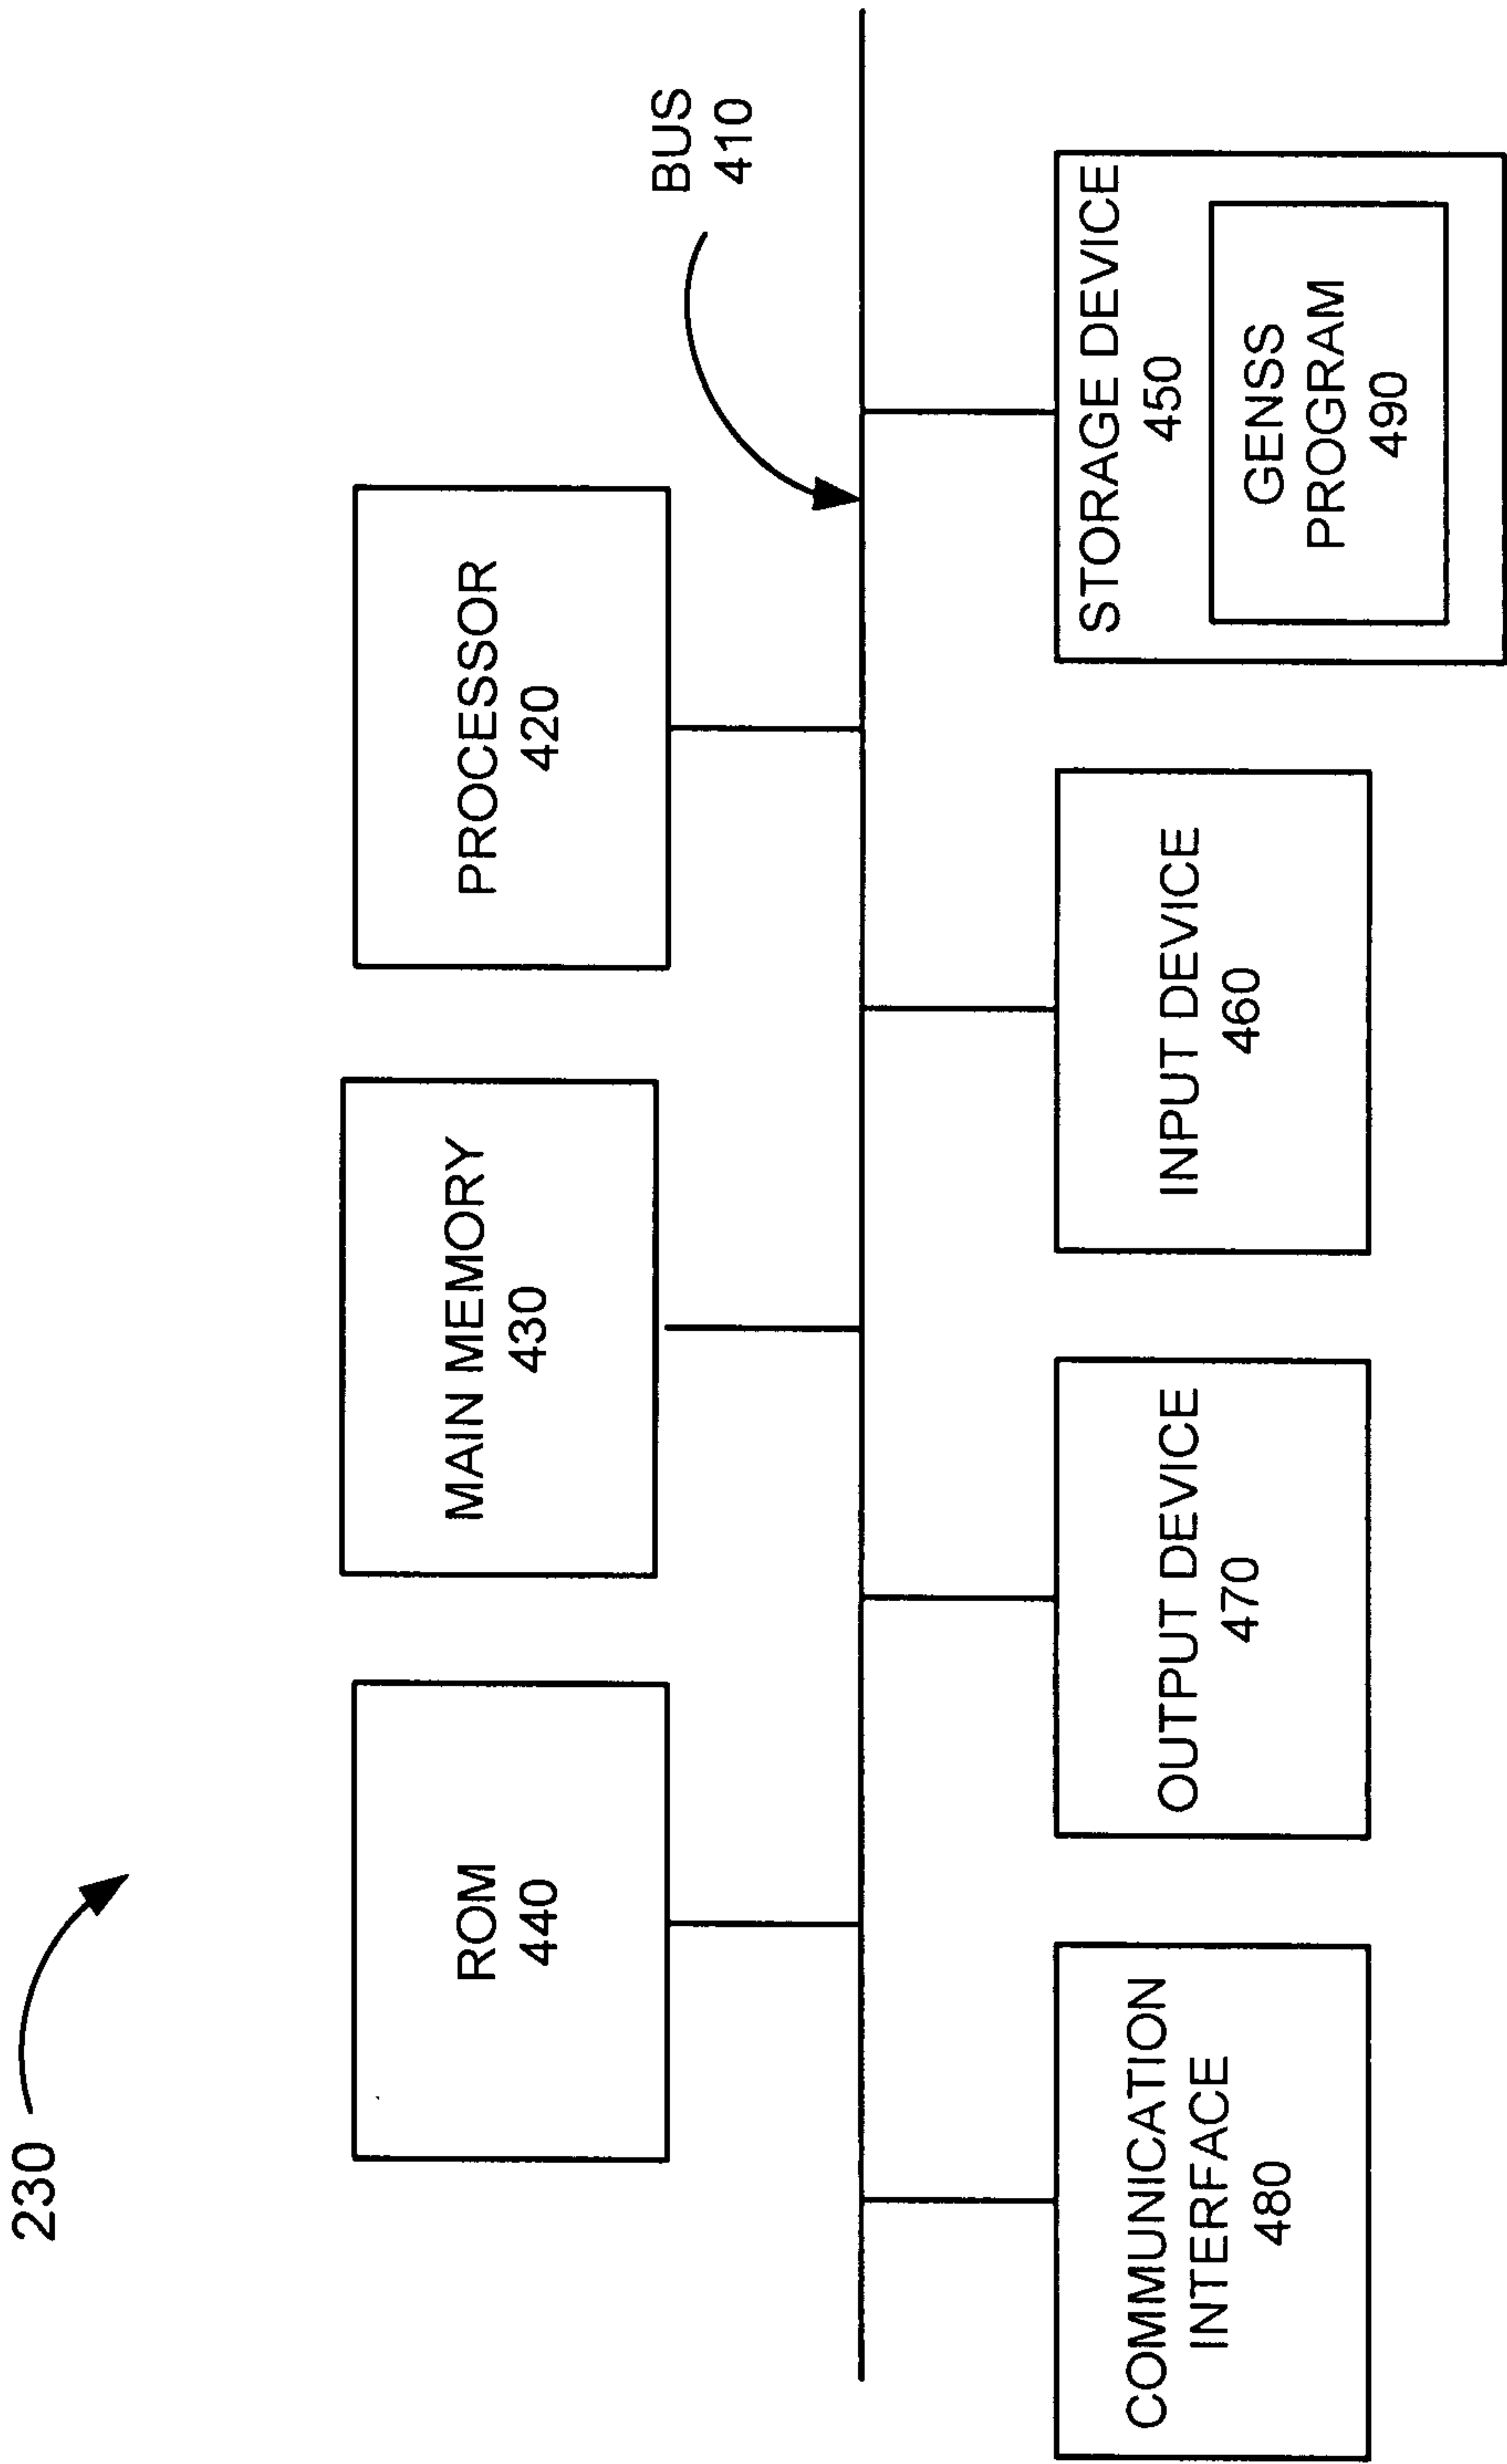 230
ROM
440
MAIN MEMORY
430
PROCESSOR
420
BUS
410
COMMUNICATION
INTERFACE
480
OUTPUT DEVICE
470
INPUT DEVICE
460
STORAGE DEVICE
450
GENSS
PROGRAM
490